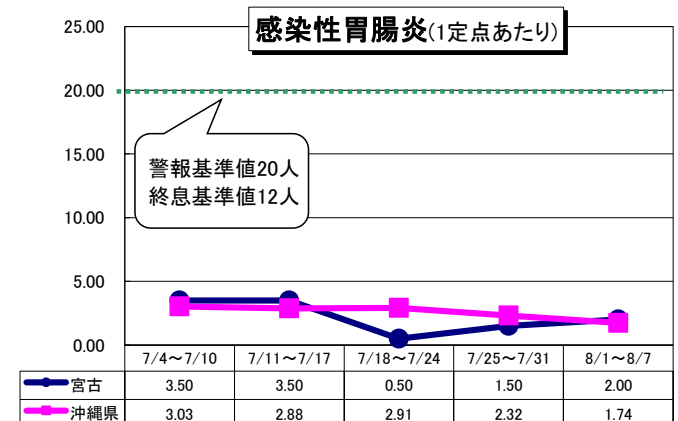 感染性胃腸炎(1定点あたり)
25.00
20.00
警報基準値20人
終息基準値12人
15.00
10.00
5.00
0.00
7/4～7/10 7/11～7/17 7/18～7/24 7/25～7/31 8/1～8/7
宮古 3.50 3.50 0.50 1.50 2.00
沖縄県 3.03 2.88 2.91 2.32 1.74